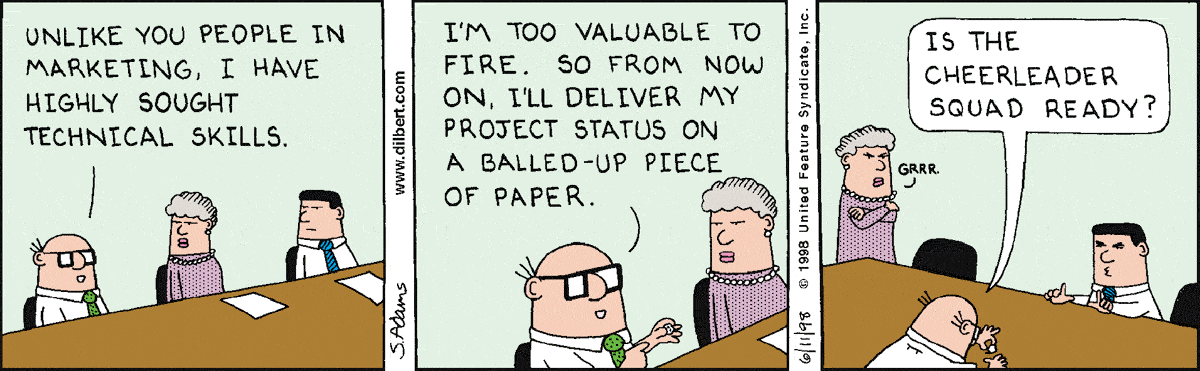 UNLIKE YOU PEOPLE IN
MARKETING, I HAVE
HIGHLY SOUGHT
TECHNICAL SKILLS.
S.Adams
www.dilbert.com
I'M TOO VALUABLE TO
FIRE. SO FROM NOW
ON, I'LL DELIVER MY
PROJECT STATUS ON
A BALLED-UP PIECE
OF PAPER.
6/11/98 © 1998 United Feature Syndicate, Inc.
IS THE
CHEERLEADER
SQUAD READY?
GRRR.